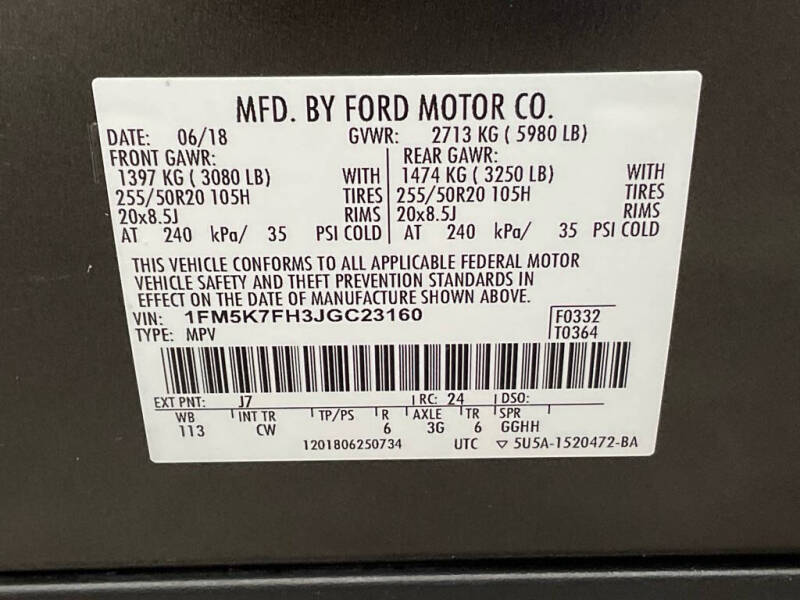 MFD. BY FORD MOTOR CO.
DATE: 06/18 GVWR: 2713 KG ( 5980 LB)
FRONT GAWR: REAR GAWR:
1397 KG ( 3080 LB) WITH 1474 KG ( 3250 LB) WITH
255/50R20 105H TIRES 255/50R20 105H TIRES
20x8.5J RIMS 20x8.5J RIMS
AT 240 kPa/ 35 PSI COLD AT 240 kPa/ 35 PSI COLD
THIS VEHICLE CONFORMS TO ALL APPLICABLE FEDERAL MOTOR
VEHICLE SAFETY AND THEFT PREVENTION STANDARDS IN
EFFECT ON THE DATE OF MANUFACTURE SHOWN ABOVE.
VIN: 1FM5K7FH3JGC23160 F0332
TYPE: MPV T0364
EXT PNT: J7 RC: 24 DSO:
WB INT TR TP/PS R AXLE TR SPR
113 CW 6 3G 6 GGHH
1201806250734 UTC ▽ 5U5A-1520472-BA